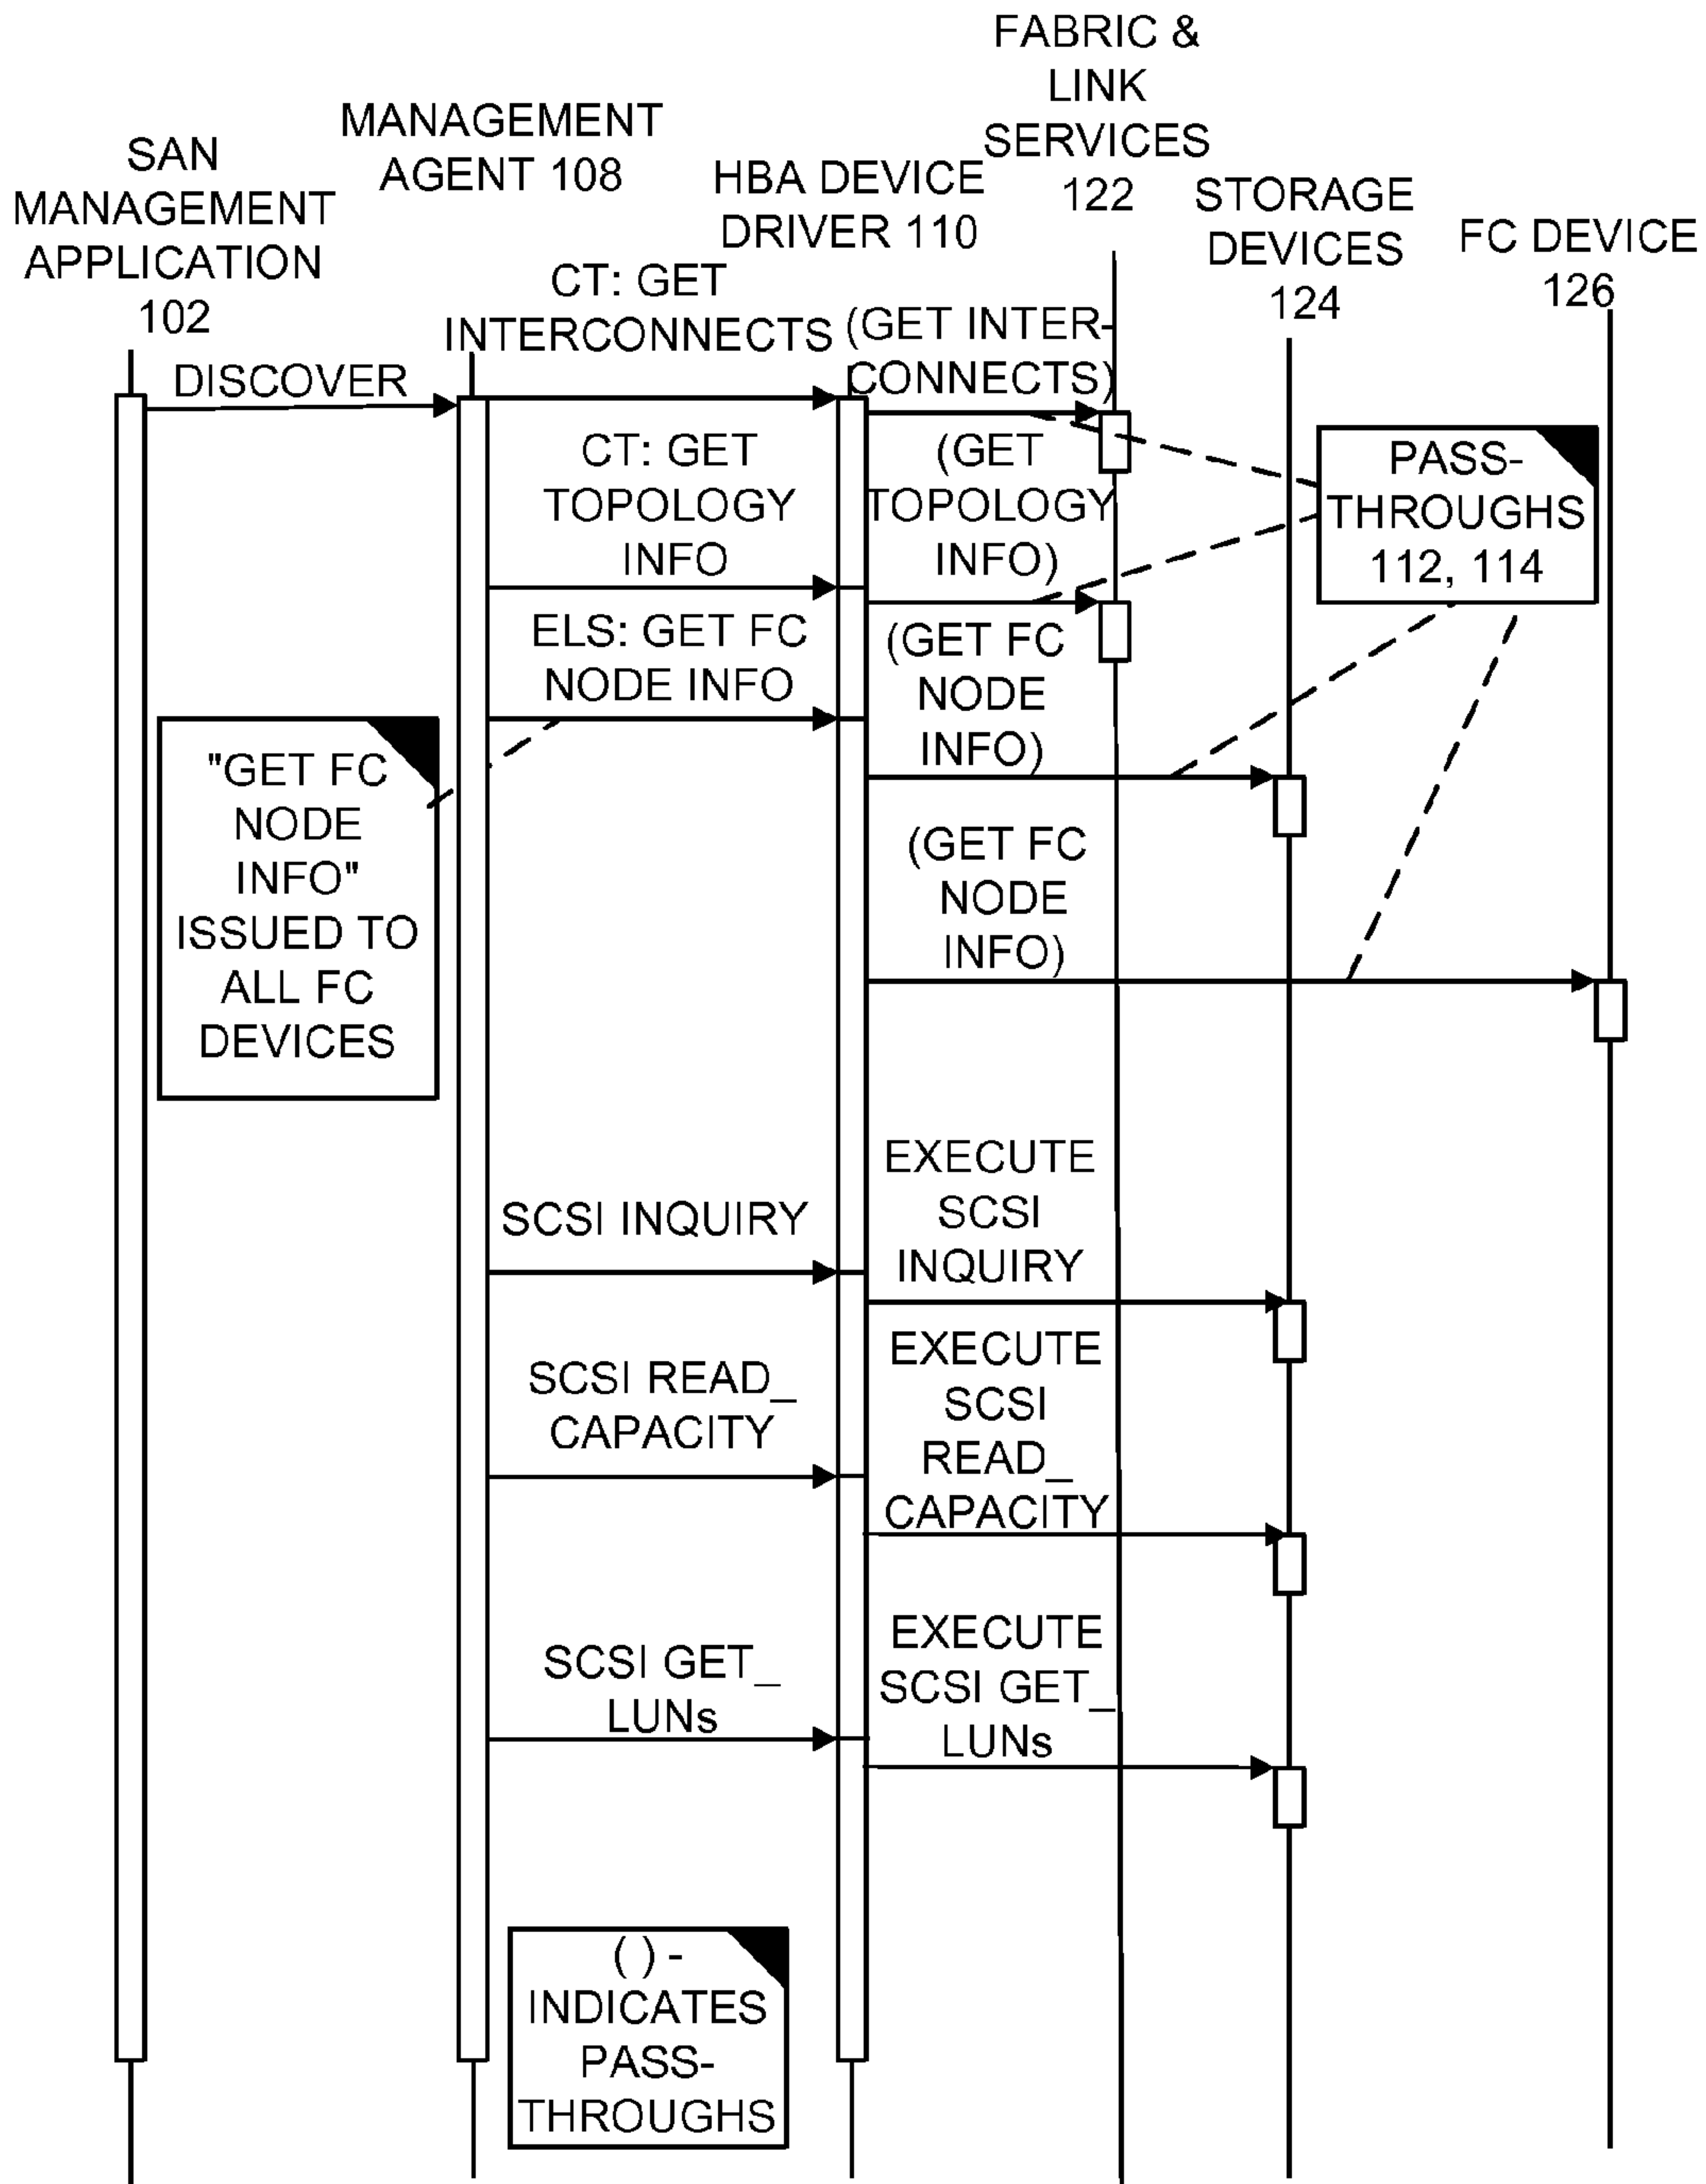 SAN
MANAGEMENT
APPLICATION
102
MANAGEMENT
AGENT 108
HBA DEVICE
DRIVER 110
FABRIC &
LINK
SERVICES
122
STORAGE
DEVICES
124
FC DEVICE
126
DISCOVER
CT: GET
INTERCONNECTS
(GET INTER-
CONNECTS)
CT: GET
TOPOLOGY
INFO
(GET
TOPOLOGY
INFO)
PASS-
THROUGHS
112, 114
ELS: GET FC
NODE INFO
(GET FC
NODE
INFO)
"GET FC
NODE
INFO"
ISSUED TO
ALL FC
DEVICES
(GET FC
NODE
INFO)
SCSI INQUIRY
EXECUTE
SCSI
INQUIRY
SCSI READ_
CAPACITY
EXECUTE
SCSI
READ_
CAPACITY
SCSI GET_
LUNs
EXECUTE
SCSI GET_
LUNs
( ) -
INDICATES
PASS-
THROUGHS